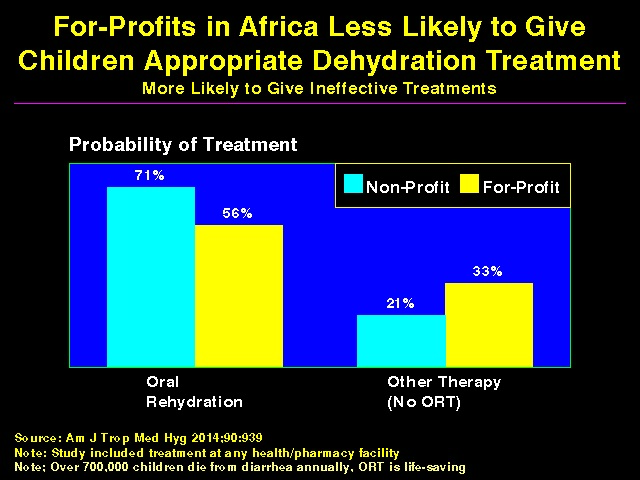 For-Profits in Africa Less Likely to Give
Children Appropriate Dehydration Treatment
More Likely to Give Ineffective Treatments
Probability of Treatment
71%
56%
Non-Profit
For-Profit
21%
33%
Oral
Rehydration
Other Therapy
(No ORT)
Source: Am J Trop Med Hyg 2014;90:939
Note: Study included treatment at any health/pharmacy facility
Note; Over 700,000 children die from diarrhea annually, ORT is life-saving